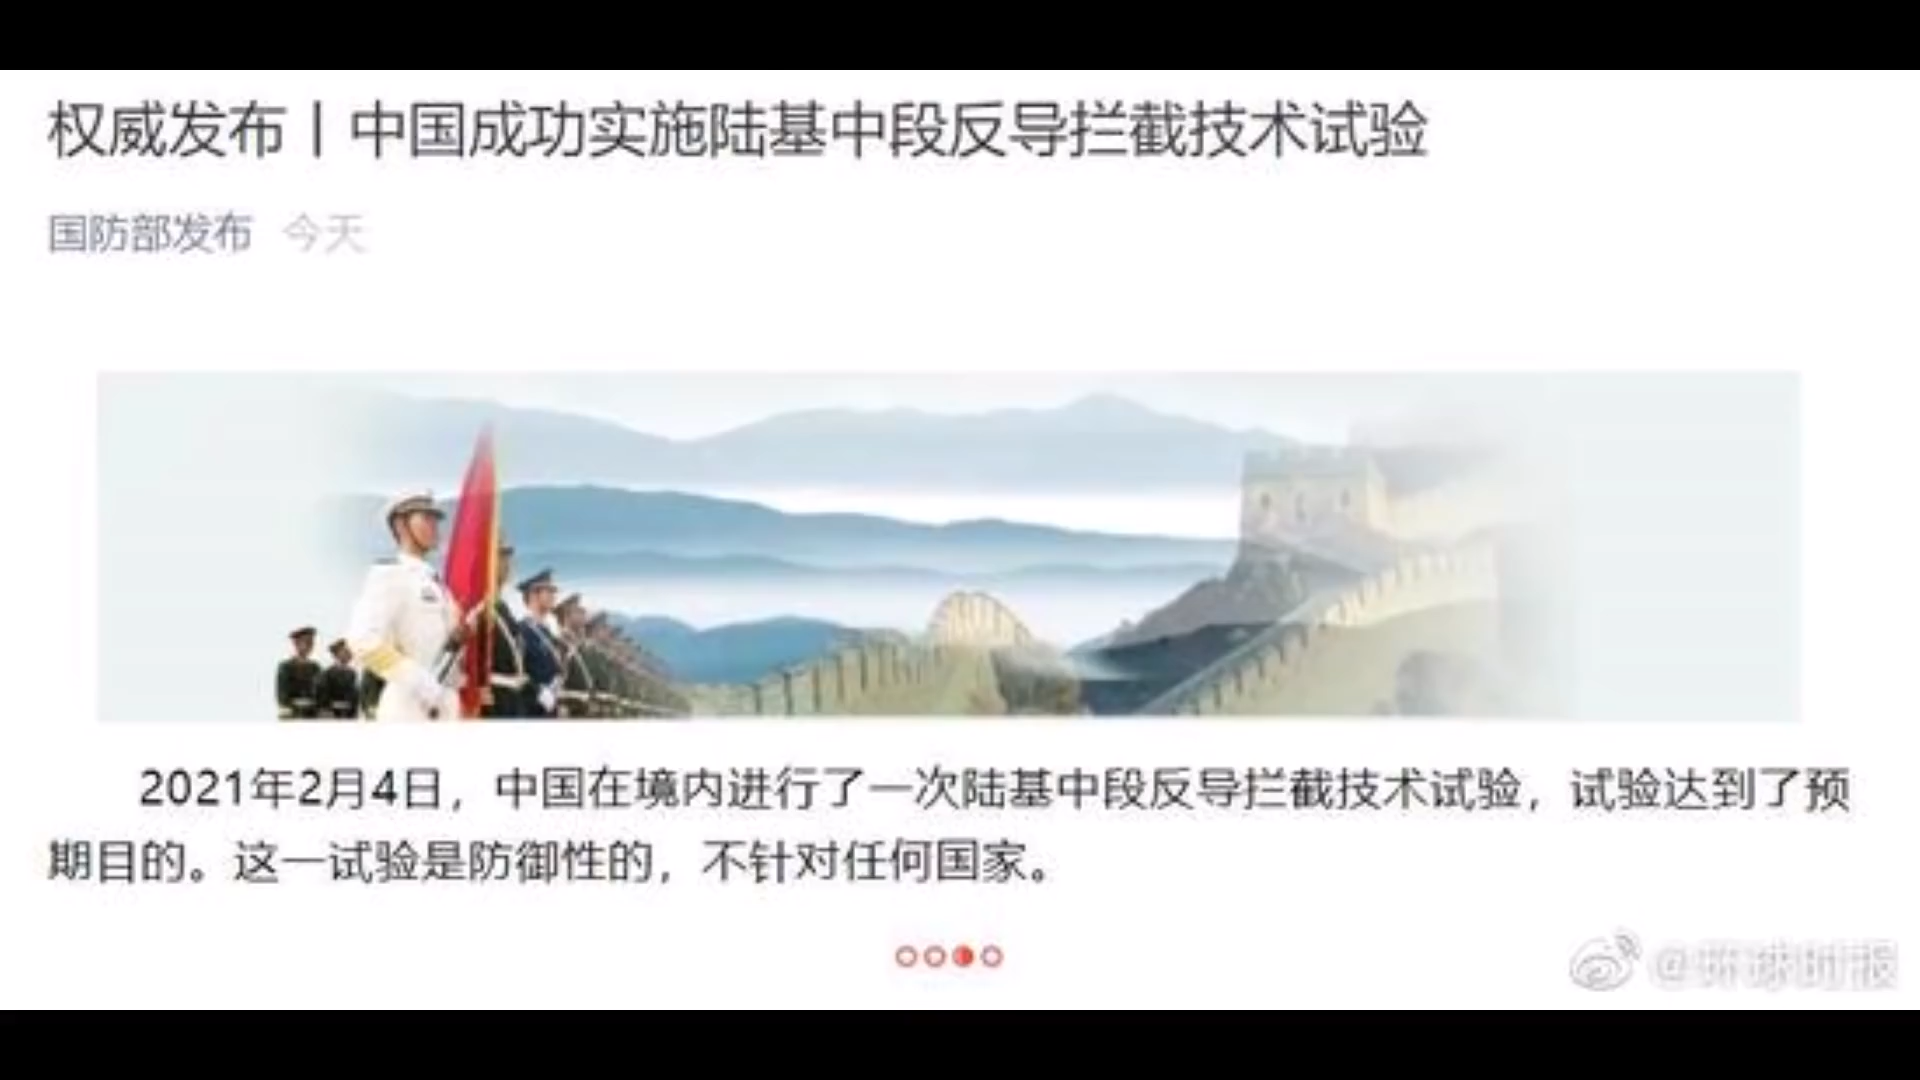 权威发布丨中国成功实施陆基中段反导拦截技术试验
国防部发布 今天
2021年2月4日，中国在境内进行了一次陆基中段反导拦截技术试验，试验达到了预
期目的。这一试验是防御性的，不针对任何国家。
@环球时报